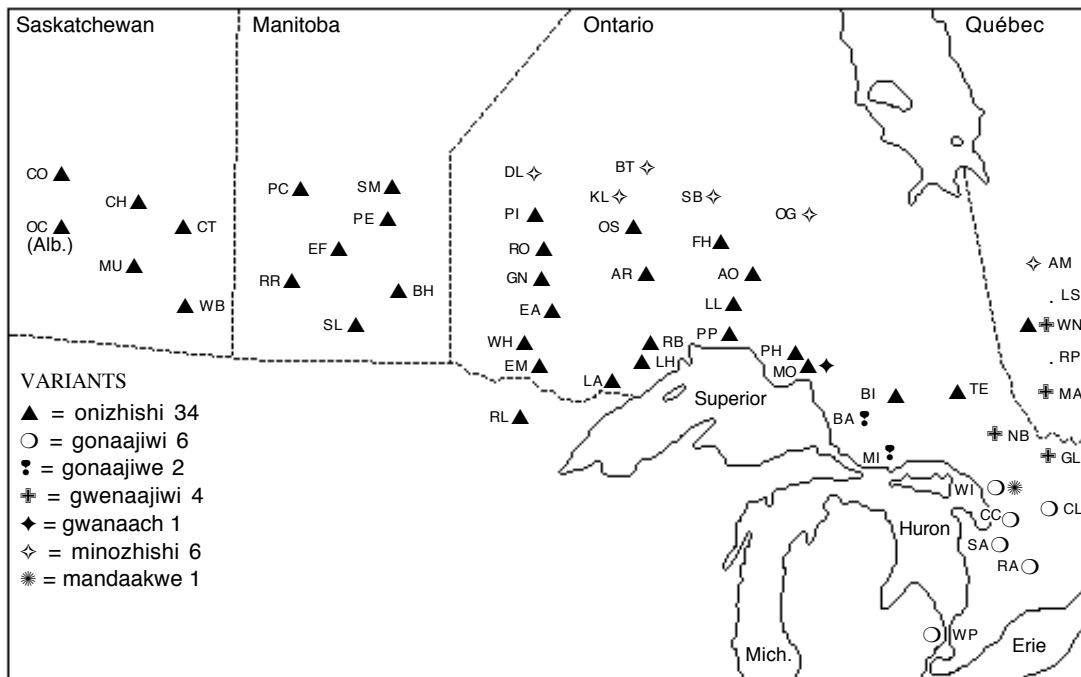 Saskatchewan
Manitoba
Ontario
Québec
CO
CH
OC
(Alb.)
CT
MU
WB
PC
SM
PE
EF
RR
BH
SL
DL
BT
KL
SB
OG
PI
OS
RO
FH
GN
AR
AO
EA
LL
WH
RB
PP
EM
LH
PH
LA
MO
RL
Superior
BI
TE
BA
MI
AM
LS
WN
RP
MA
NB
GL
WI
CL
CC
Huron
SA
RA
WP
Mich.
Erie
VARIANTS
▲ = onizhishi 34
❍ = gonaajiwi 6
❣ = gonaajiwe 2
✙ = gwenaajiwi 4
✦ = gwanaach 1
✧ = minozhishi 6
✺ = mandaakwe 1